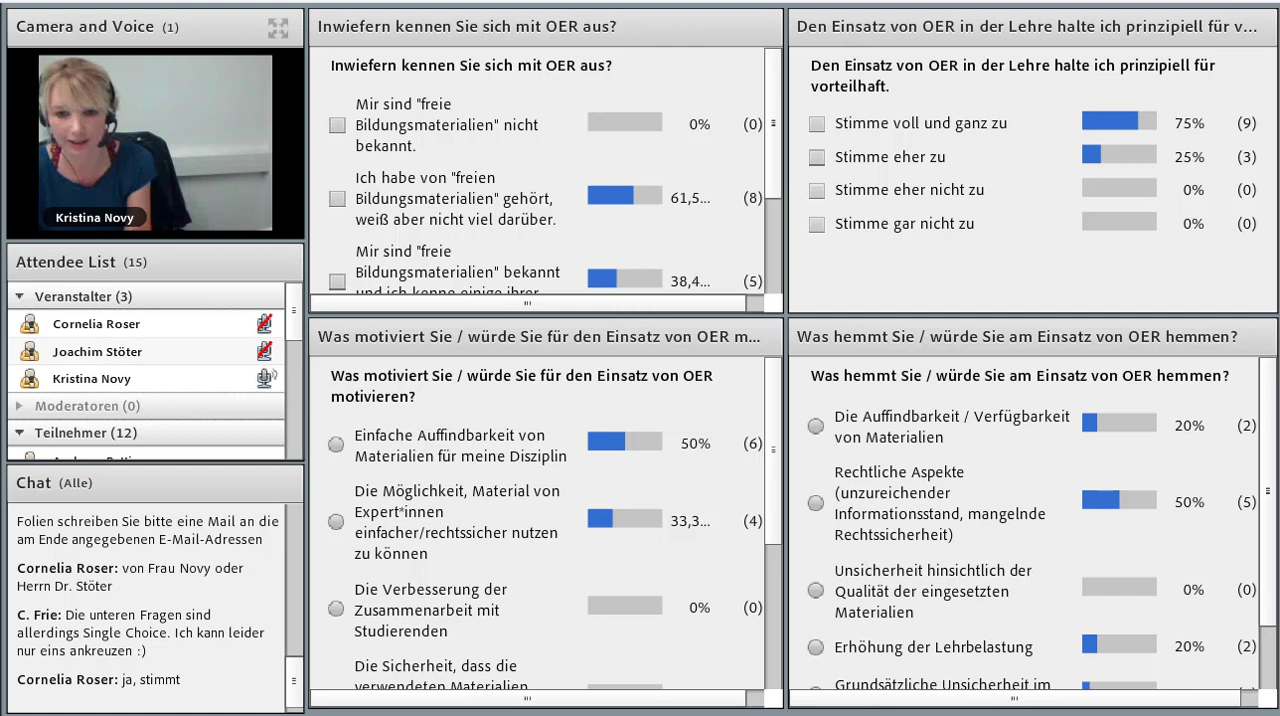 Camera and Voice (1)
Kristina Novy
Attendee List (15)
Veranstalter (3)
Cornelia Roser
Joachim Stöter
Kristina Novy
Moderatoren (0)
Teilnehmer (12)
Chat (Alle)
Folien schreiben Sie bitte eine Mail an die
am Ende angegebenen E-Mail-Adressen
Cornelia Roser: von Frau Novy oder
Herrn Dr. Stöter
C. Frie: Die unteren Fragen sind
allerdings Single Choice. Ich kann leider
nur eins ankreuzen :)
Cornelia Roser: ja, stimmt
Inwiefern kennen Sie sich mit OER aus?
Inwiefern kennen Sie sich mit OER aus?
Mir sind "freie
Bildungsmaterialien" nicht
bekannt.
0% (0)
Ich habe von "freien
Bildungsmaterialien" gehört,
weiß aber nicht viel darüber.
61,5... (8)
Mir sind "freie
Bildungsmaterialien" bekannt
und ich kenne einige ihrer
38,4... (5)
Den Einsatz von OER in der Lehre halte ich prinzipiell für v...
Den Einsatz von OER in der Lehre halte ich prinzipiell für
vorteilhaft.
Stimme voll und ganz zu 75% (9)
Stimme eher zu 25% (3)
Stimme eher nicht zu 0% (0)
Stimme gar nicht zu 0% (0)
Was motiviert Sie / würde Sie für den Einsatz von OER m...
Was motiviert Sie / würde Sie für den Einsatz von OER
motivieren?
Einfache Auffindbarkeit von
Materialien für meine Disziplin
50% (6)
Die Möglichkeit, Material von
Expert*innen
einfacher/rechtssicher nutzen
zu können
33,3... (4)
Die Verbesserung der
Zusammenarbeit mit
Studierenden
0% (0)
Die Sicherheit, dass die
verwendeten Materialien
Was hemmt Sie / würde Sie am Einsatz von OER hemmen?
Was hemmt Sie / würde Sie am Einsatz von OER hemmen?
Die Auffindbarkeit / Verfügbarkeit
von Materialien
20% (2)
Rechtliche Aspekte
(unzureichender
Informationsstand, mangelnde
Rechtssicherheit)
50% (5)
Unsicherheit hinsichtlich der
Qualität der eingesetzten
Materialien
0% (0)
Erhöhung der Lehrbelastung 20% (2)
Grundsätzliche Unsicherheit im